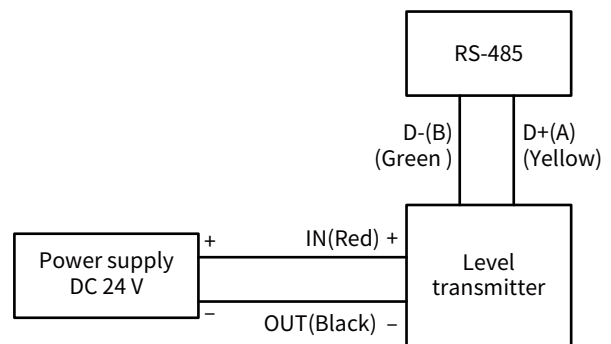 RS-485
D-(B)
(Green )
D+(A)
(Yellow)
+
IN(Red) +
Power supply
DC 24 V
Level
transmitter
–
OUT(Black) –